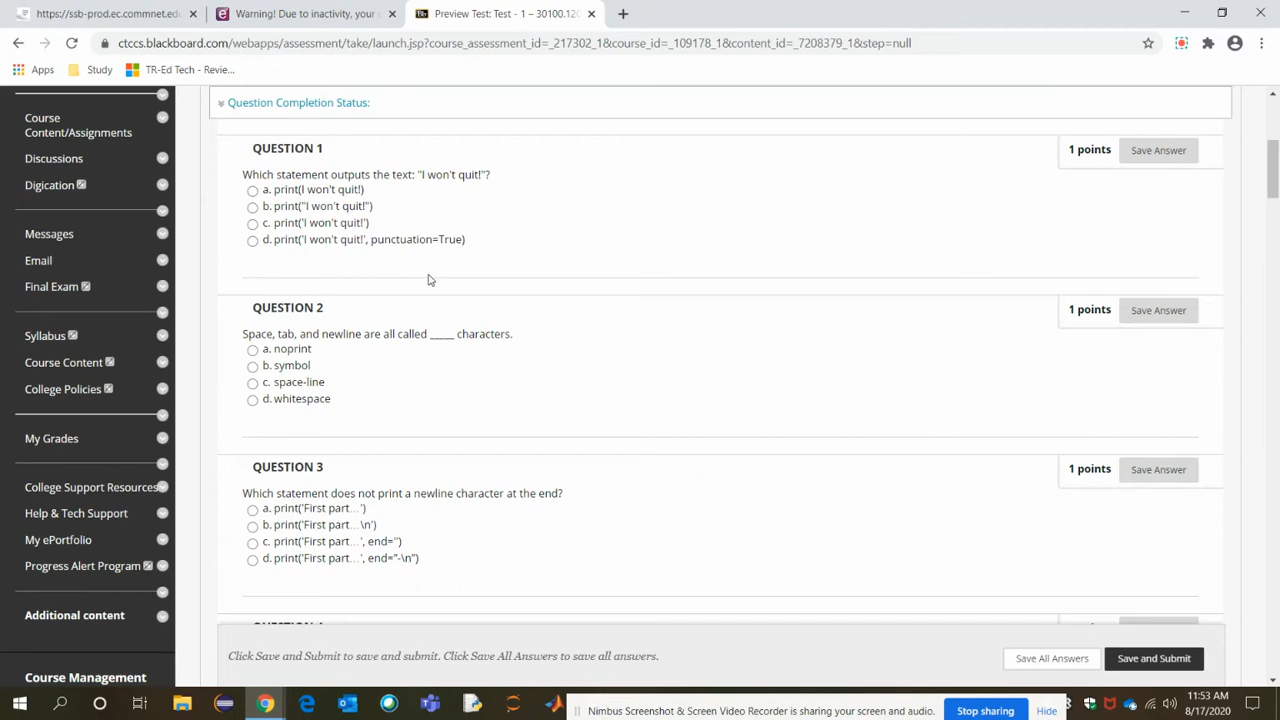 https://ssb-prod.ec.commnet.ed
Warning! Due to inactivity, your
Preview Test: Test - 1 – 30100.120
ctccs.blackboard.com/webapps/assessment/take/launch.jsp?course_assessment_id=_217302_1&course_id=_109178_1&content_id=_7208379_1&step=null
Apps
Study
TR-Ed Tech - Revie...
Course
Content/Assignments
Discussions
Digication
Messages
Email
Final Exam
Syllabus
Course Content
College Policies
My Grades
College Support Resources
Help & Tech Support
My ePortfolio
Progress Alert Program
Additional content
Course Management
Question Completion Status:
QUESTION 1
1 points
Save Answer
Which statement outputs the text: "I won't quit!"?
a. print(I won't quit!)
b. print("I won't quit!")
c. print('I won't quit!')
d. print('I won't quit!', punctuation=True)
QUESTION 2
1 points
Save Answer
Space, tab, and newline are all called _____ characters.
a. noprint
b. symbol
c. space-line
d. whitespace
QUESTION 3
1 points
Save Answer
Which statement does not print a newline character at the end?
a. print('First part...')
b. print('First part...\n')
c. print('First part...', end='')
d. print('First part...', end="-\n")
Click Save and Submit to save and submit. Click Save All Answers to save all answers.
Save All Answers
Save and Submit
Nimbus Screenshot & Screen Video Recorder is sharing your screen and audio.
Stop sharing
Hide
11:53 AM
8/17/2020